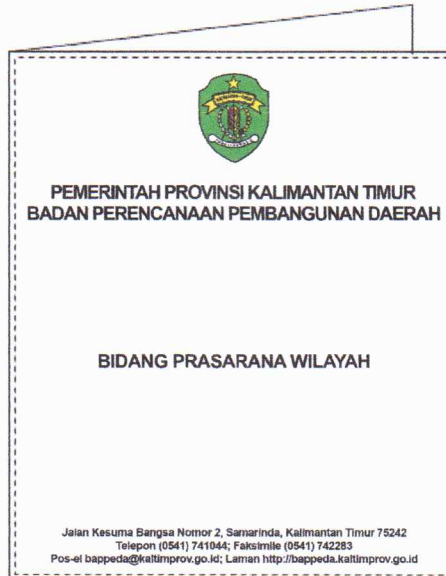 PEMERINTAH PROVINSI KALIMANTAN TIMUR
BADAN PERENCANAAN PEMBANGUNAN DAERAH
BIDANG PRASARANA WILAYAH
Jalan Kesuma Bangsa Nomor 2, Samarinda, Kalimantan Timur 75242
Telepon (0541) 741044; Faksimile (0541) 742283
Pos-el bappeda@kaltimprov.go.id; Laman http://bappeda.kaltimprov.go.id